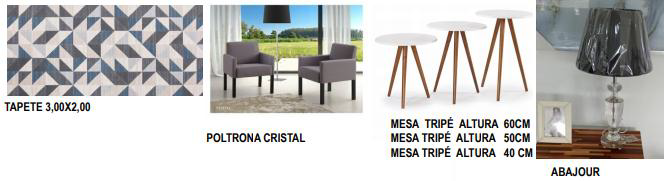 TAPETE 3,00X2,00
POLTRONA CRISTAL
MESA TRIPÉ ALTURA 60CM
MESA TRIPÉ ALTURA 50CM
MESA TRIPÉ ALTURA 40 CM
ABAJOUR